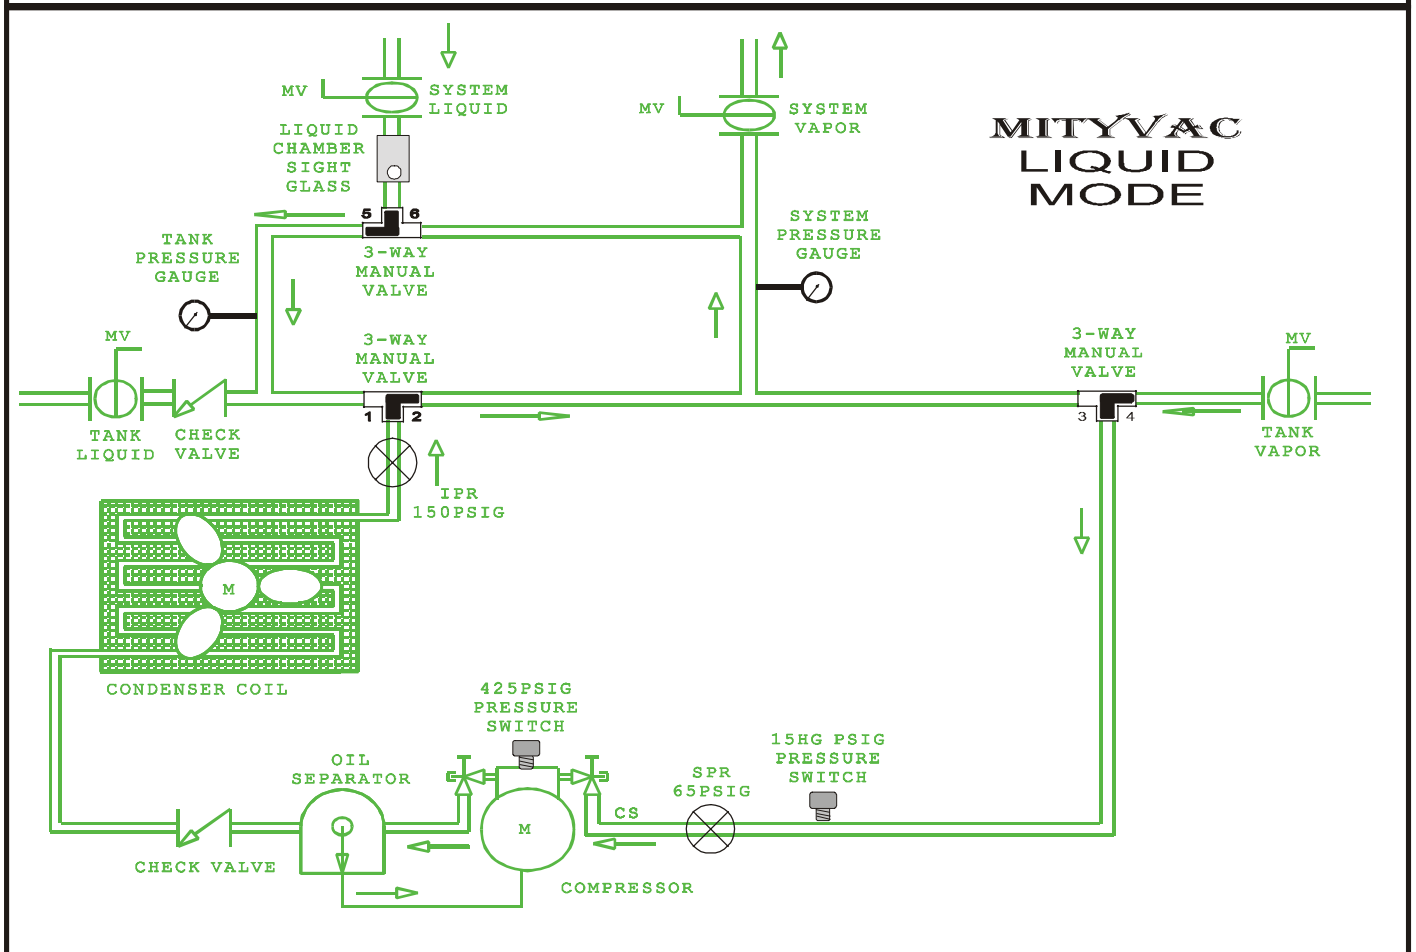 MV
SYSTEM
LIQUID
LIQUID
CHAMBER
SIGHT
GLASS
MV
SYSTEM
VAPOR
MITYVAC
LIQUID
MODE
5 6
3-WAY
MANUAL
VALVE
TANK
PRESSURE
GAUGE
SYSTEM
PRESSURE
GAUGE
MV
TANK
LIQUID
CHECK
VALVE
3-WAY
MANUAL
VALVE
1 2
3-WAY
MANUAL
VALVE
3 4
MV
TANK
VAPOR
IPR
150PSIG
M
CONDENSER COIL
425PSIG
PRESSURE
SWITCH
OIL
SEPARATOR
M
CS
SPR
65PSIG
15HG PSIG
PRESSURE
SWITCH
CHECK VALVE
COMPRESSOR